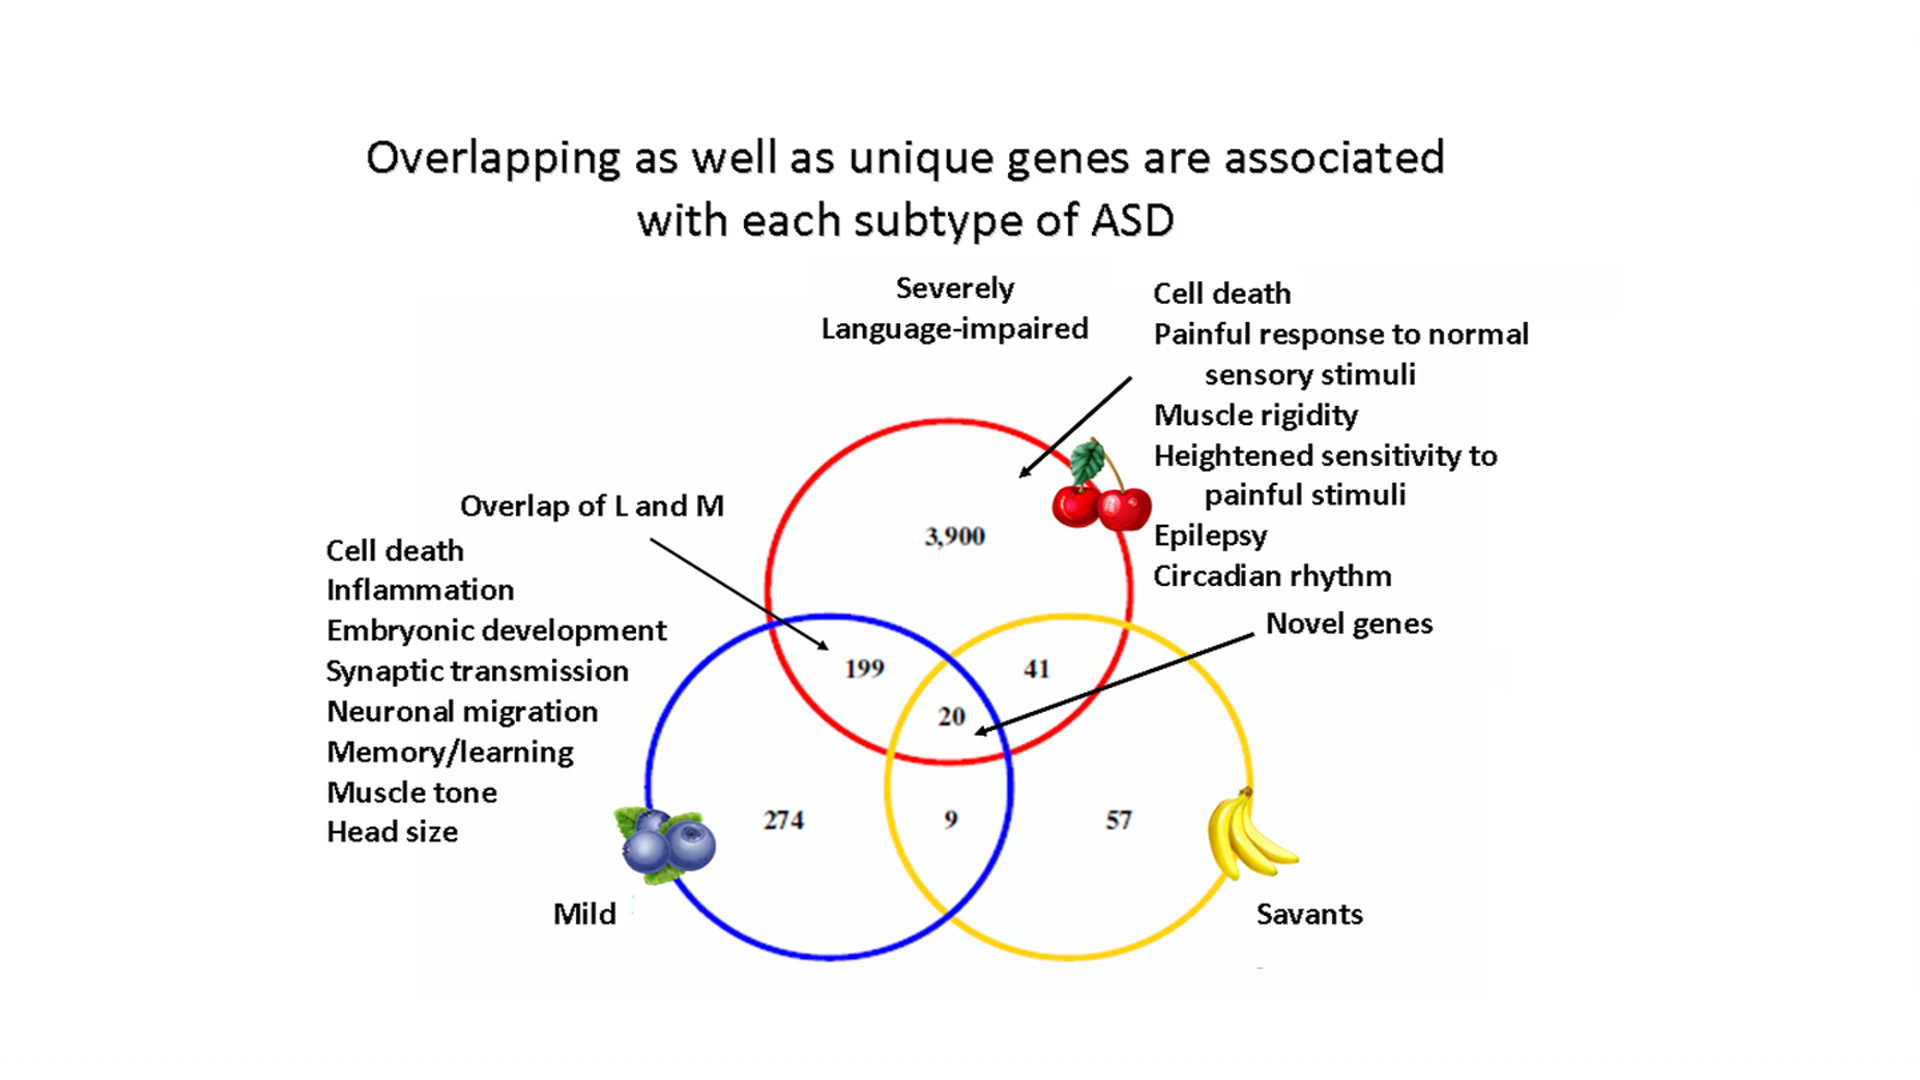 Overlapping as well as unique genes are associated
with each subtype of ASD
Severely
Language-impaired
Cell death
Painful response to normal
sensory stimuli
Muscle rigidity
Heightened sensitivity to
painful stimuli
Epilepsy
Circadian rhythm
Novel genes
Overlap of L and M
Cell death
Inflammation
Embryonic development
Synaptic transmission
Neuronal migration
Memory/learning
Muscle tone
Head size
3,900
199
41
20
274
9
57
Mild
Savants